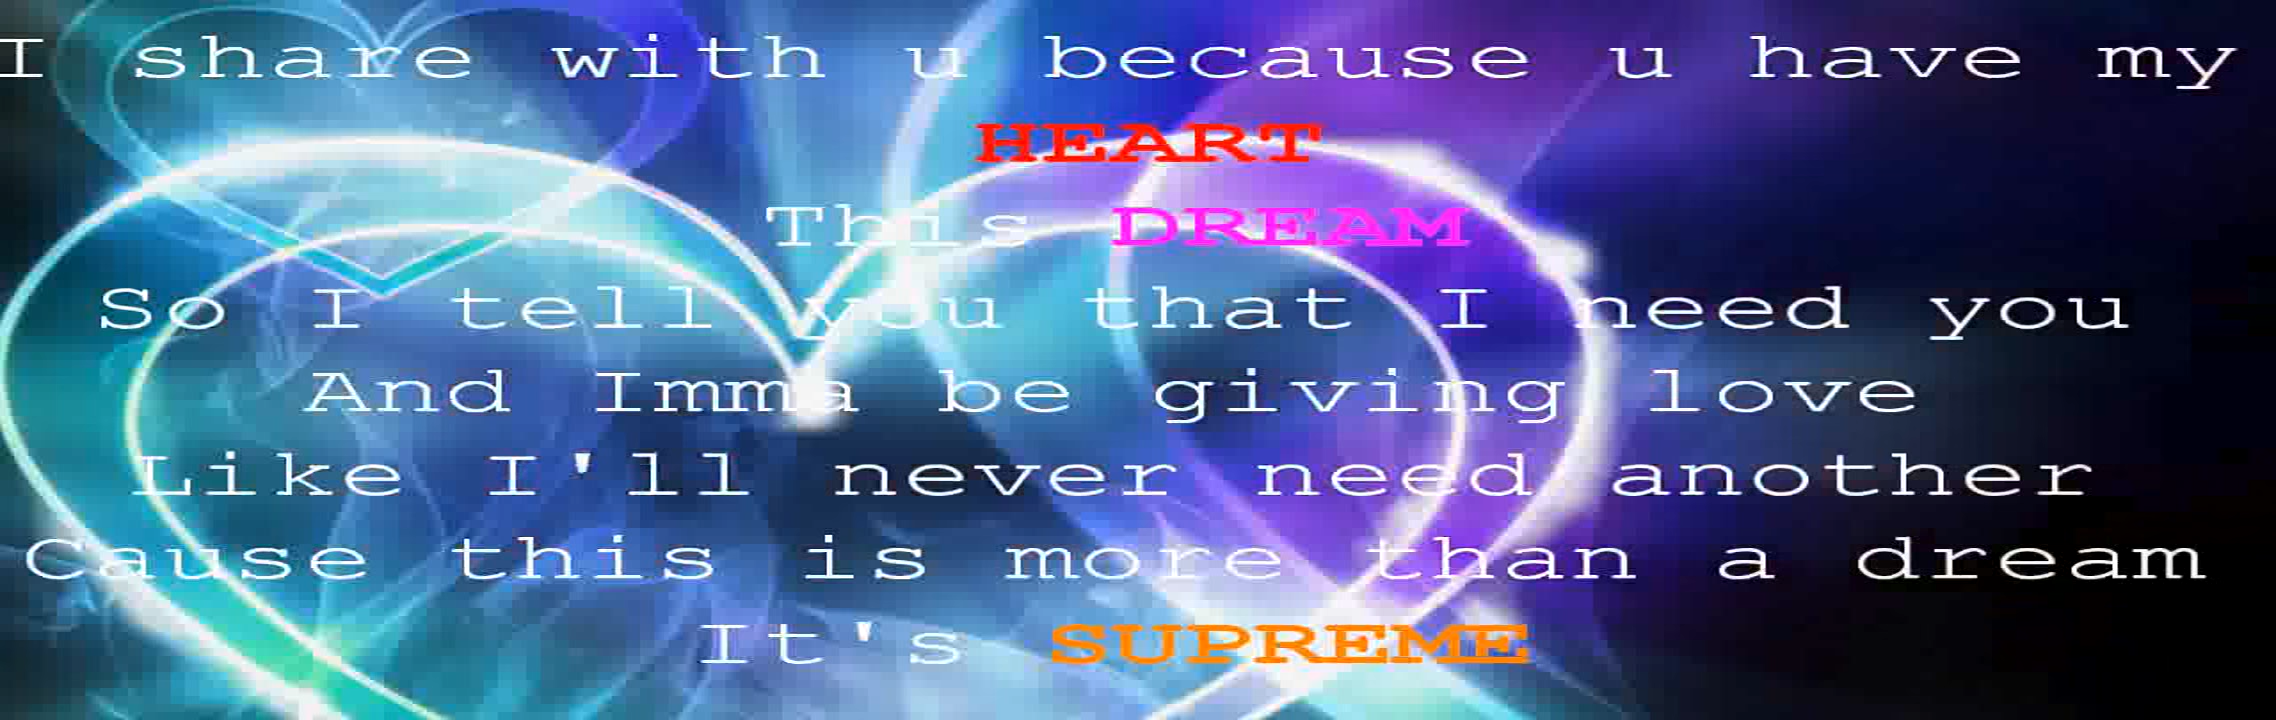 I share with u because u have my
HEART
This DREAM
So I tell you that I need you
And Imma be giving love
Like I'll never need another
Cause this is more than a dream
It's SUPREME